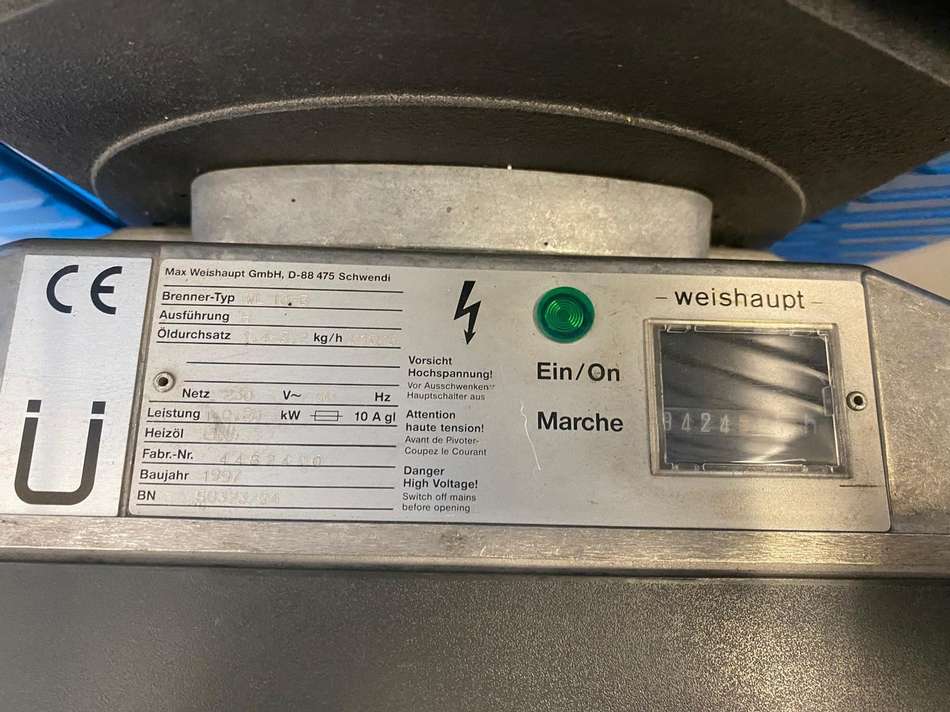 CE
Ü
Max Weishaupt GmbH, D-88 475 Schwendi
Brenner-Typ
Ausführung
Öldurchsatz kg/h
Netz 230 V~ Hz
Leistung kW 10 A gl
Heizöl
Fabr.-Nr.
Baujahr 1997
BN
Vorsicht
Hochspannung!
Vor Ausschwenken
Hauptschalter aus
Attention
haute tension!
Avant de Pivoter-
Coupez le Courant
Danger
High Voltage!
Switch off mains
before opening
Ein/On
Marche
- weishaupt -